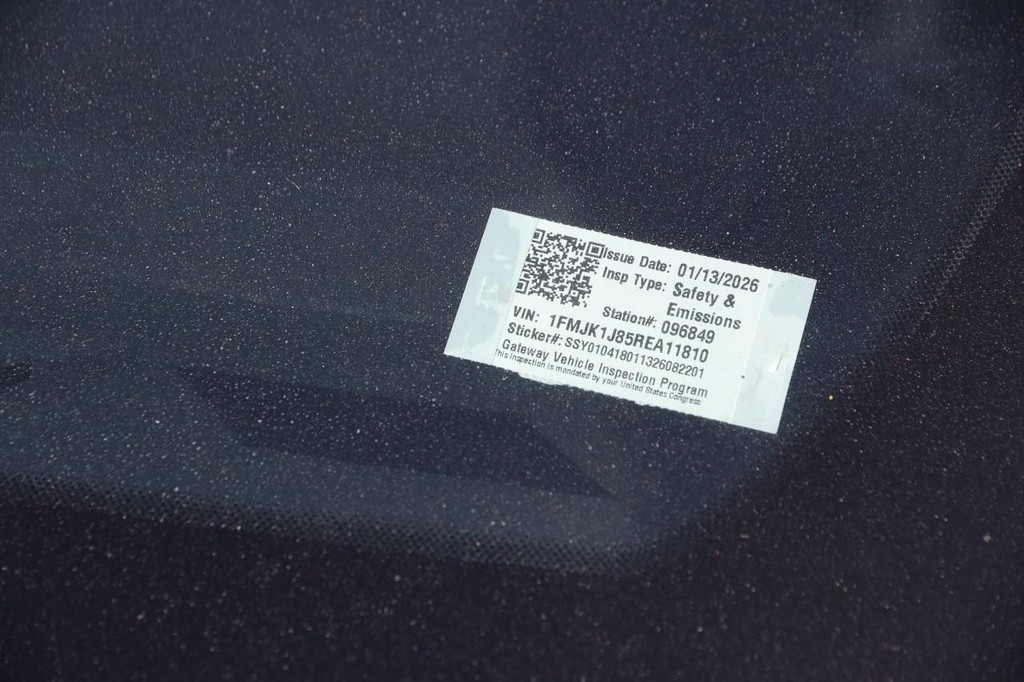 Issue Date: 01/13/2026
Insp Type: Safety &
Emissions
Station#: 096849
VIN: 1FMJK1J85REA11810
Sticker#: SSY010418011326082201
Gateway Vehicle Inspection Program
This inspection is mandated by your United States Congress